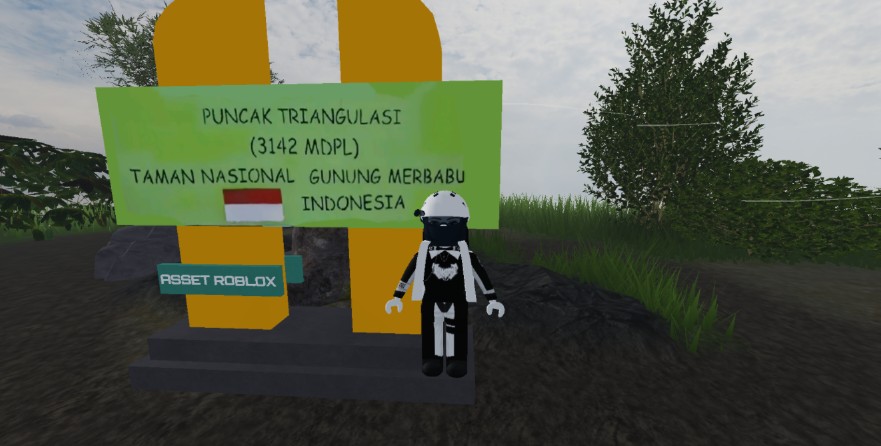 PUNCAK TRIANGULASI
(3142 MDPL)
TAMAN NASIONAL GUNUNG MERBABU
INDONESIA
ASSET ROBLOX